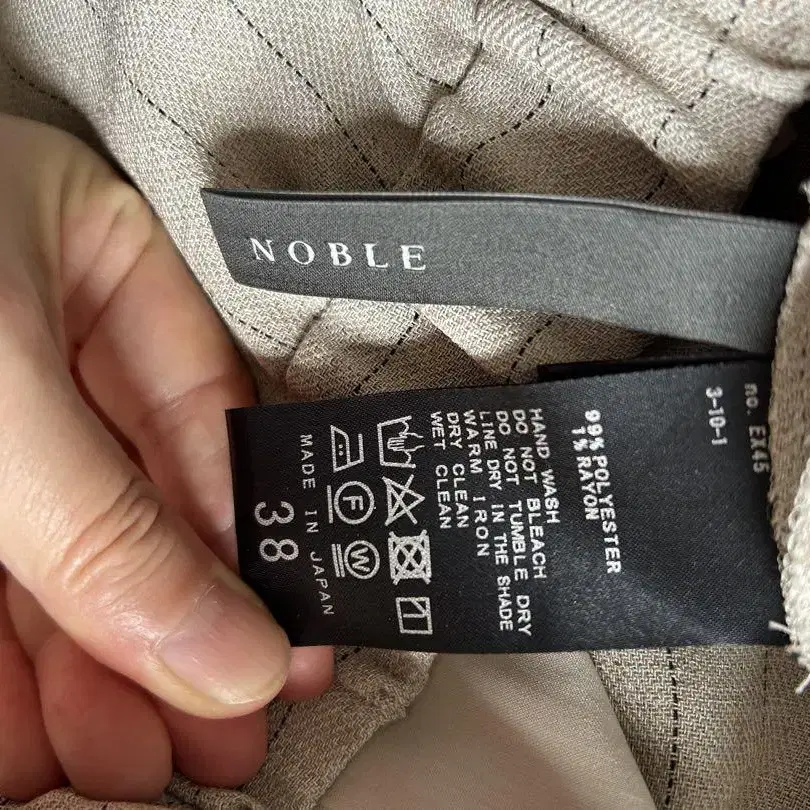 NOBLE
no. EX45
3-10-1
99% POLYESTER
1% RAYON
HAND WASH
DO NOT BLEACH
DO NOT TUMBLE DRY
LINE DRY IN THE SHADE
WARM IRON
DRY CLEAN
WET CLEAN
F
W
MADE IN JAPAN
38